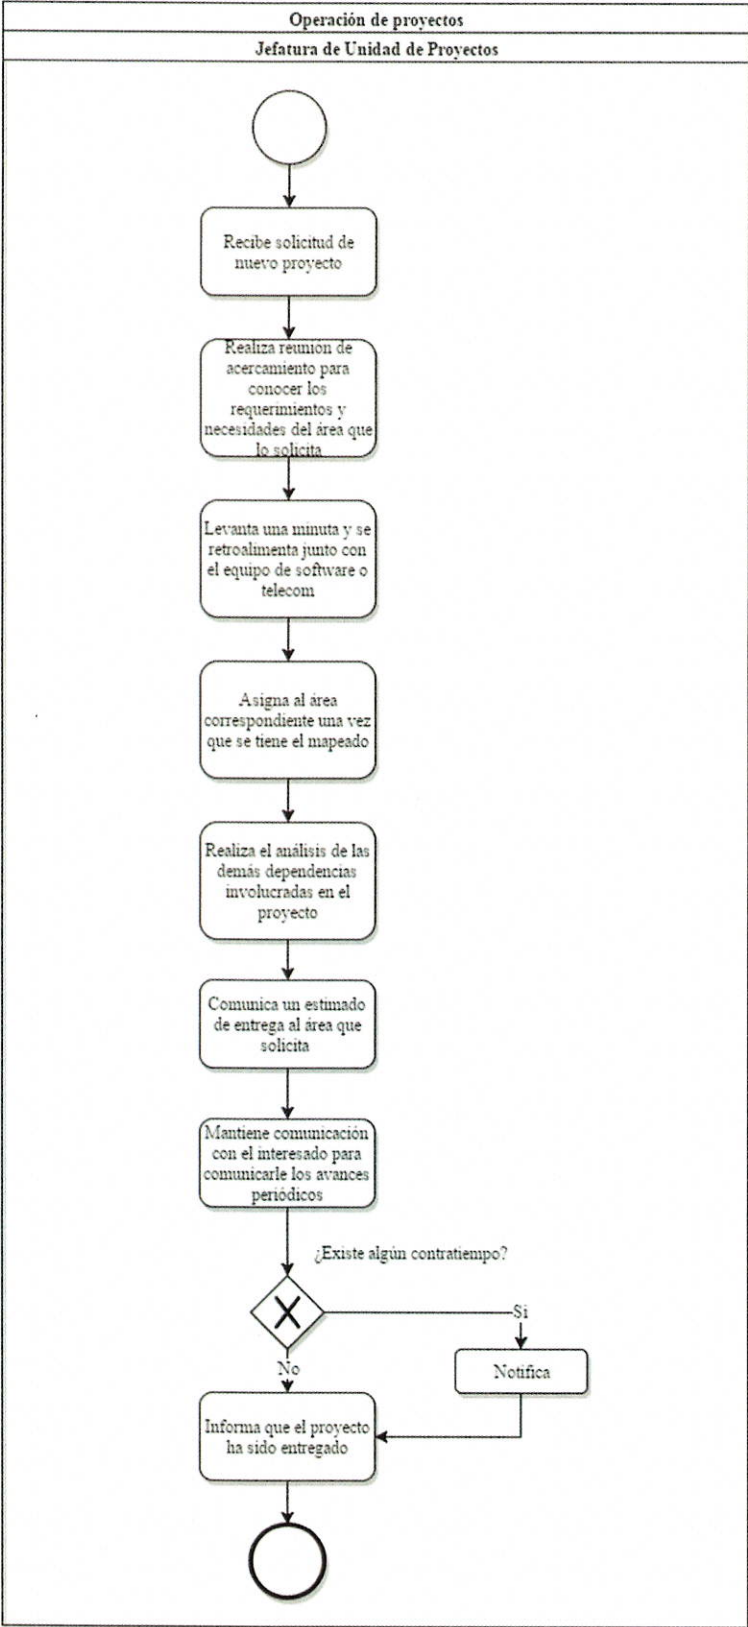 Operación de proyectos
Jefatura de Unidad de Proyectos
Recibe solicitud de
nuevo proyecto
Realiza reunión de
acercamiento para
conocer los
requerimientos y
necesidades del área que
lo solicita
Levanta una minuta y se
retroalimenta junto con
el equipo de software o
telecom
Asigna al área
correspondiente una vez
que se tiene el mapeado
Realiza el análisis de las
demás dependencias
involucradas en el
proyecto
Comunica un estimado
de entrega al área que
solicita
Mantiene comunicación
con el interesado para
comunicarle los avances
periódicos
¿Existe algún contratiempo?
Si
No
Notifica
Informa que el proyecto
ha sido entregado